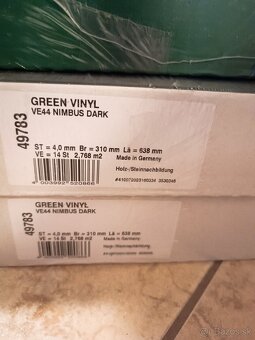 49783
GREEN VINYL
VE44 NIMBUS DARK
ST = 4,0 mm Br = 310 mm Lä = 638 mm
VE = 14 St 2,768 m2 Made in Germany
Holz-/Steinnachbildung
4 003992 520866
49783
GREEN VINYL
VE44 NIMBUS DARK
ST = 4,0 mm Br = 310 mm Lä = 638 mm
VE = 14 St 2,768 m2 Made in Germany
Holz-/Steinnachbildung